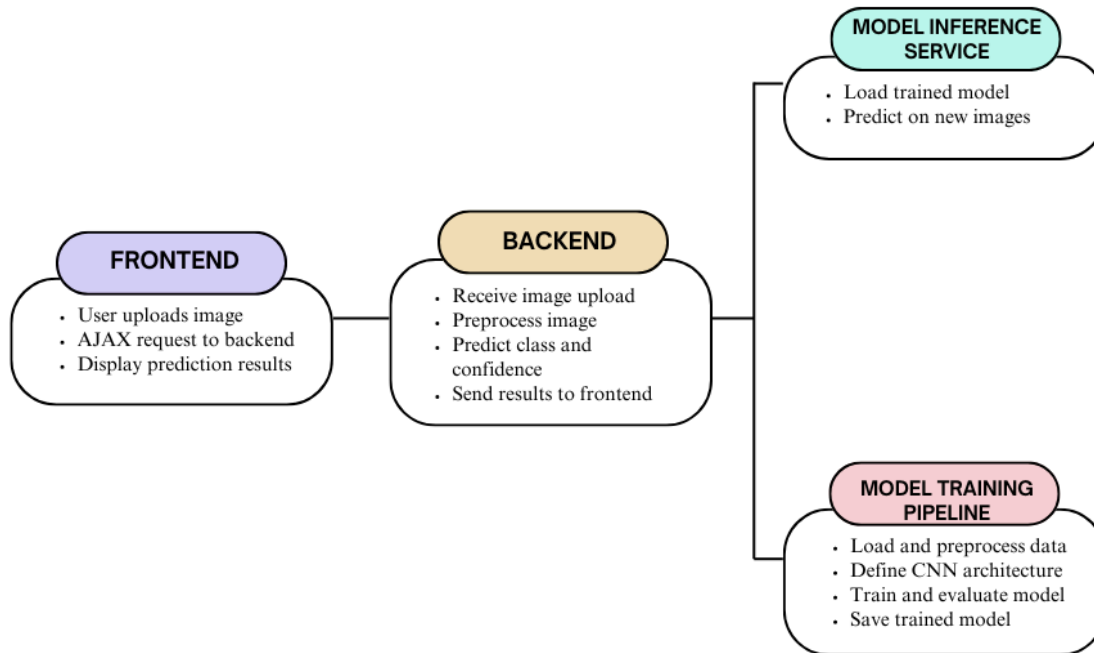 FRONTEND
• User uploads image
• AJAX request to backend
• Display prediction results
BACKEND
• Receive image upload
• Preprocess image
• Predict class and
confidence
• Send results to frontend
MODEL INFERENCE
SERVICE
• Load trained model
• Predict on new images
MODEL TRAINING
PIPELINE
• Load and preprocess data
• Define CNN architecture
• Train and evaluate model
• Save trained model